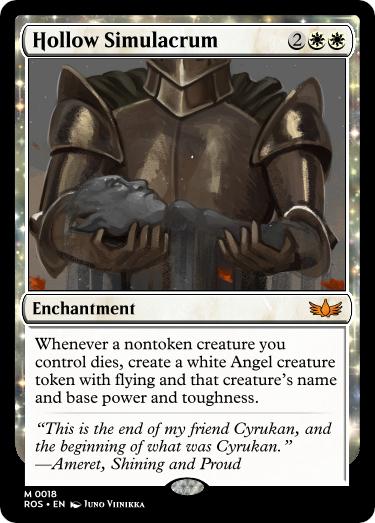 Hollow Simulacrum 2
Enchantment
Whenever a nontoken creature you
control dies, create a white Angel creature
token with flying and that creature's name
and base power and toughness.
“This is the end of my friend Cyrukan, and
the beginning of what was Cyrukan.”
—Ameret, Shining and Proud
M 0018
ROS • EN Juno Viinikka